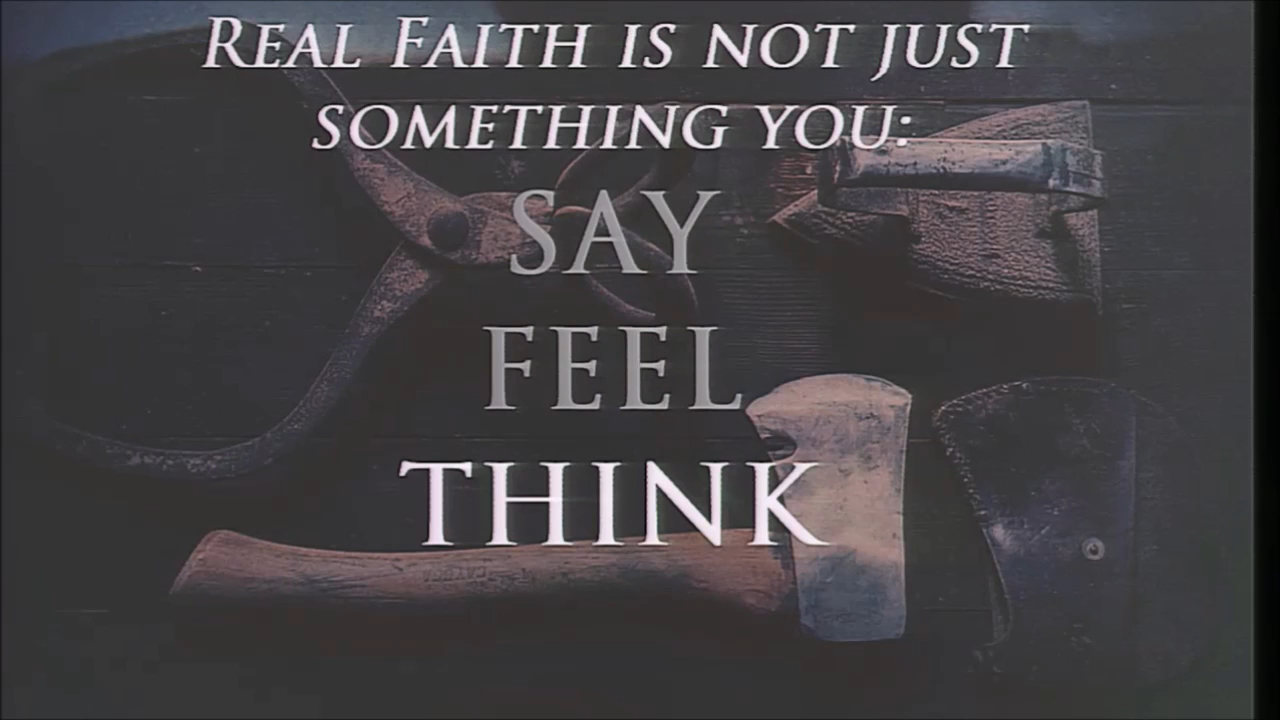 REAL FAITH IS NOT JUST
SOMETHING YOU:
SAY
FEEL
THINK